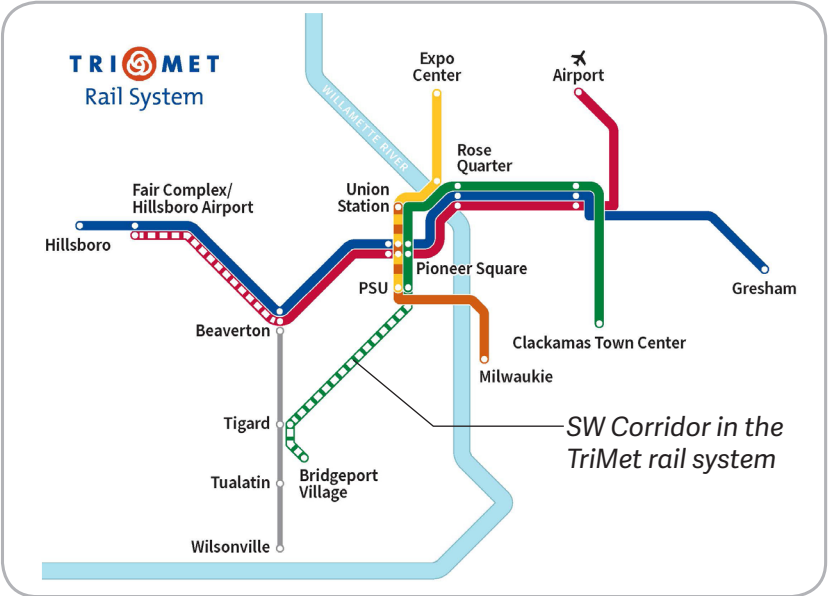 TRIMET
Rail System
WILLAMETTE RIVER
Expo
Center
Airport
Rose
Quarter
Union
Station
Fair Complex/
Hillsboro Airport
Hillsboro
Pioneer Square
PSU
Gresham
Beaverton
Clackamas Town Center
Milwaukie
Tigard
SW Corridor in the
TriMet rail system
Bridgeport
Village
Tualatin
Wilsonville